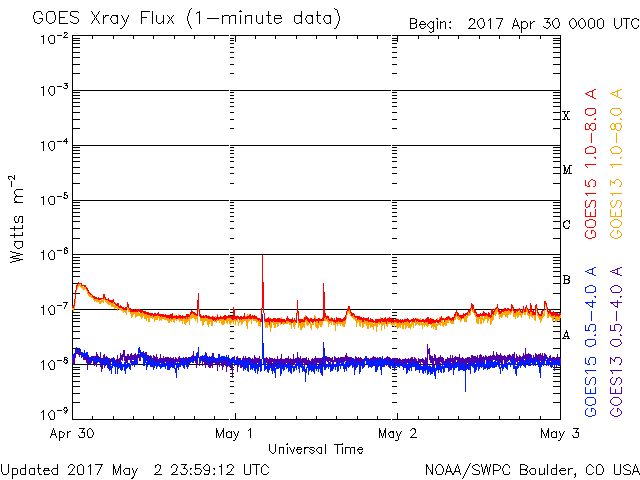 GOES Xray Flux (1-minute data)
Begin: 2017 Apr 30 0000 UTC
10-2
10-3
10-4
10-5
10-6
10-7
10-8
10-9
Watts m-2
X
M
C
B
A
GOES15 1.0-8.0 A
GOES13 1.0-8.0 A
GOES15 0.5-4.0 A
GOES13 0.5-4.0 A
Apr 30
May 1
May 2
May 3
Universal Time
Updated 2017 May 2 23:59:12 UTC
NOAA/SWPC Boulder, CO USA